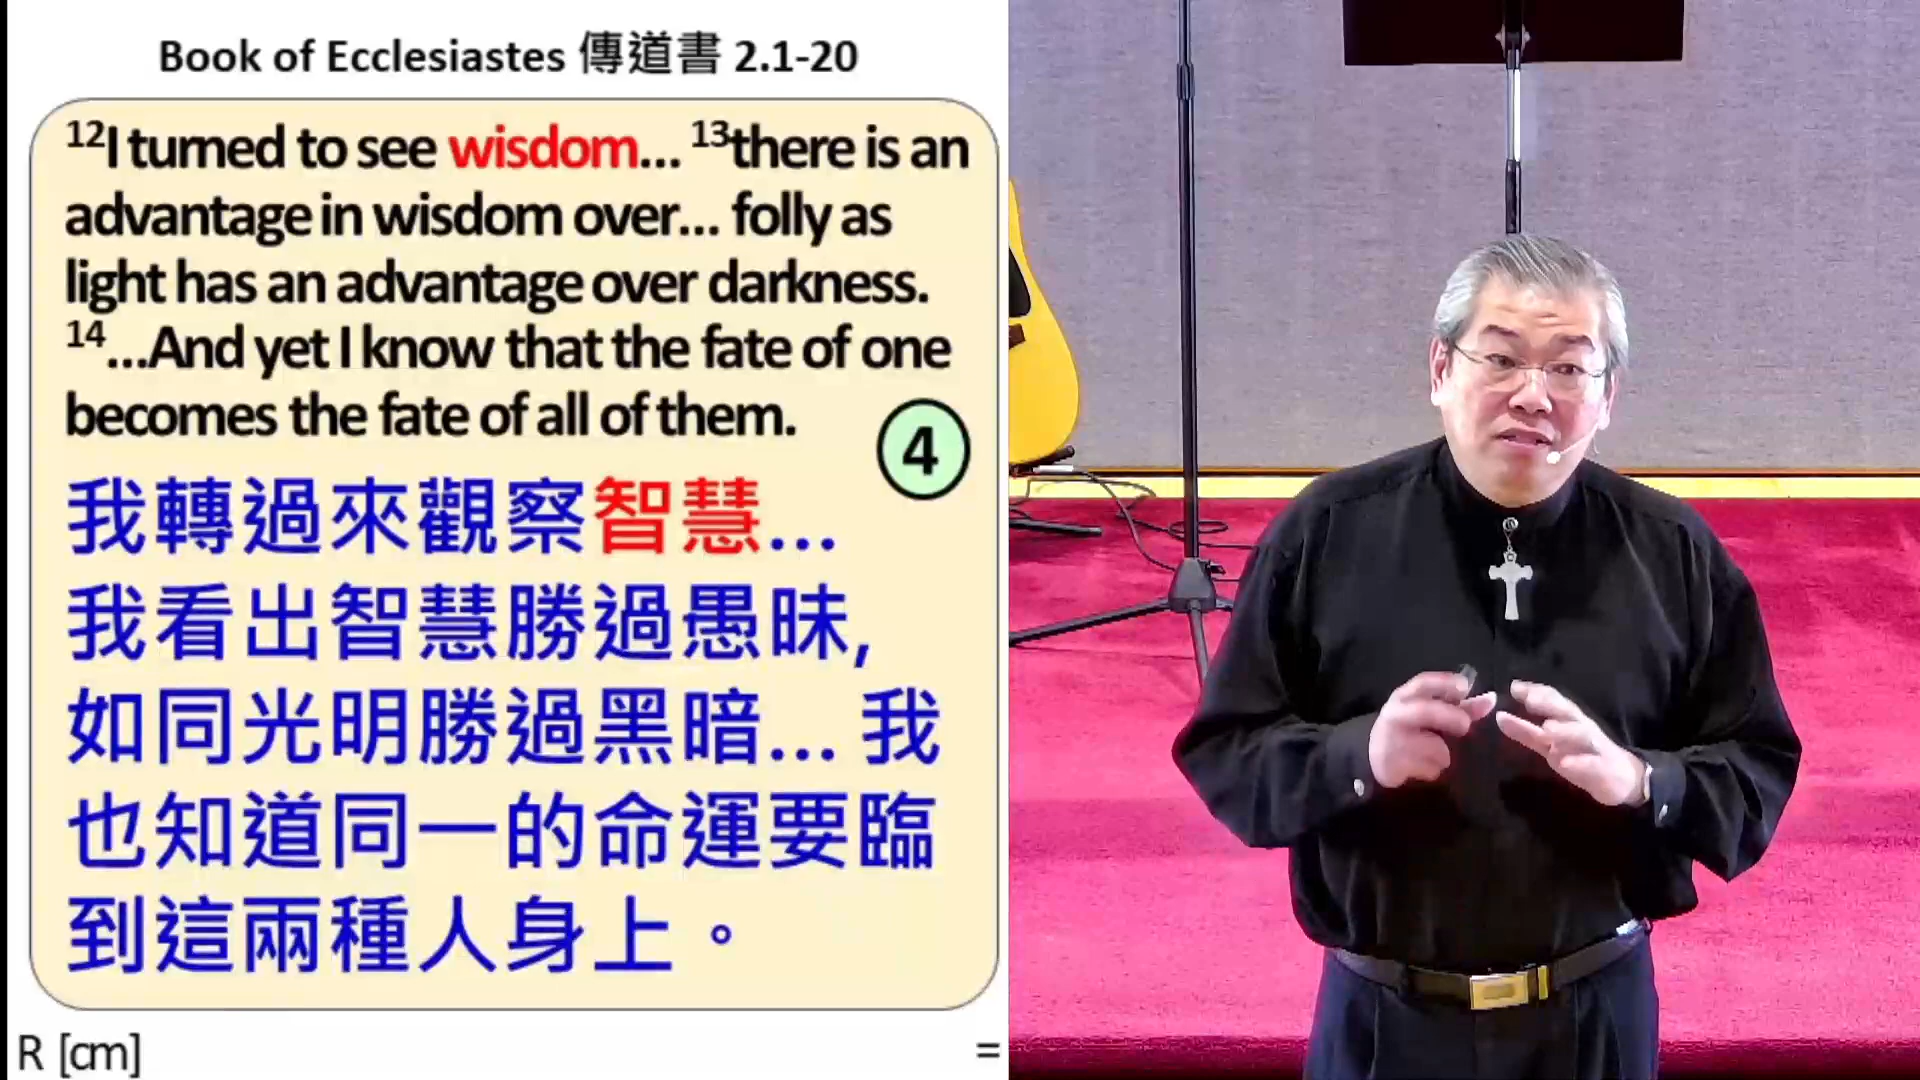 Book of Ecclesiastes 傳道書 2.1-20
12I turned to see wisdom... 13there is an
advantage in wisdom over... folly as
light has an advantage over darkness.
14...And yet I know that the fate of one
becomes the fate of all of them.
4
我轉過來觀察智慧...
我看出智慧勝過愚昧,
如同光明勝過黑暗... 我
也知道同一的命運要臨
到這兩種人身上。
R [cm] =